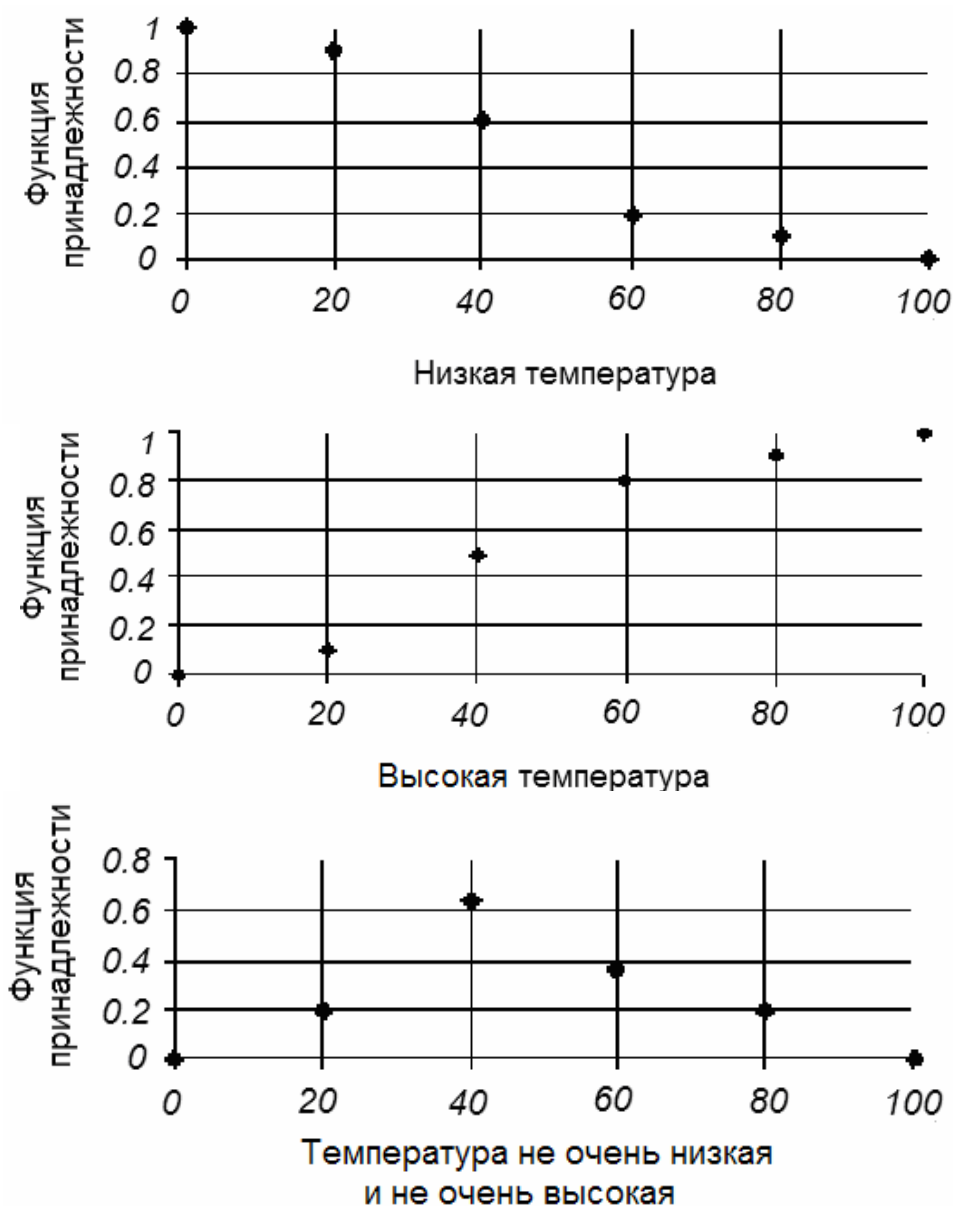 Функция
принадлежности
1
0.8
0.6
0.4
0.2
0
0 20 40 60 80 100
Низкая температура
Функция
принадлежности
1
0.8
0.6
0.4
0.2
0
0 20 40 60 80 100
Высокая температура
Функция
принадлежности
0.8
0.6
0.4
0.2
0
0 20 40 60 80 100
Температура не очень низкая
и не очень высокая